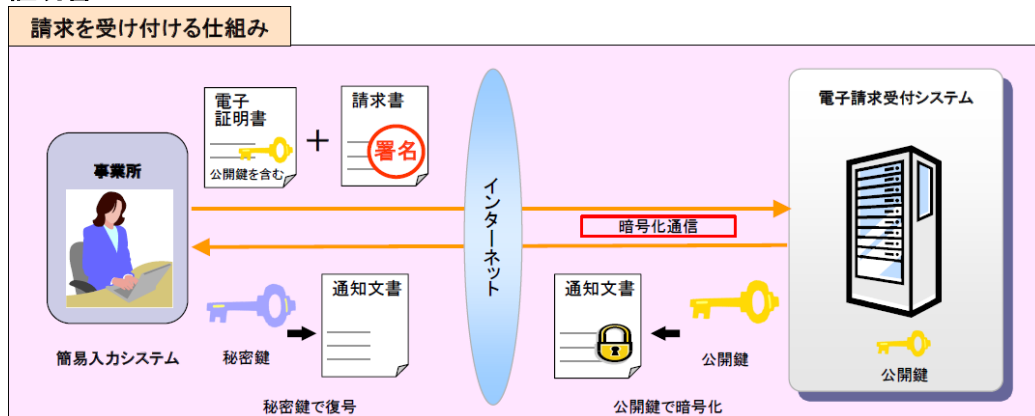 請求を受け付ける仕組み
電子
証明書
公開鍵を含む
＋
請求書
署名
事業所
簡易入力システム
インターネット
暗号化通信
電子請求受付システム
公開鍵
秘密鍵
通知文書
秘密鍵で復号
通知文書
公開鍵
公開鍵で暗号化